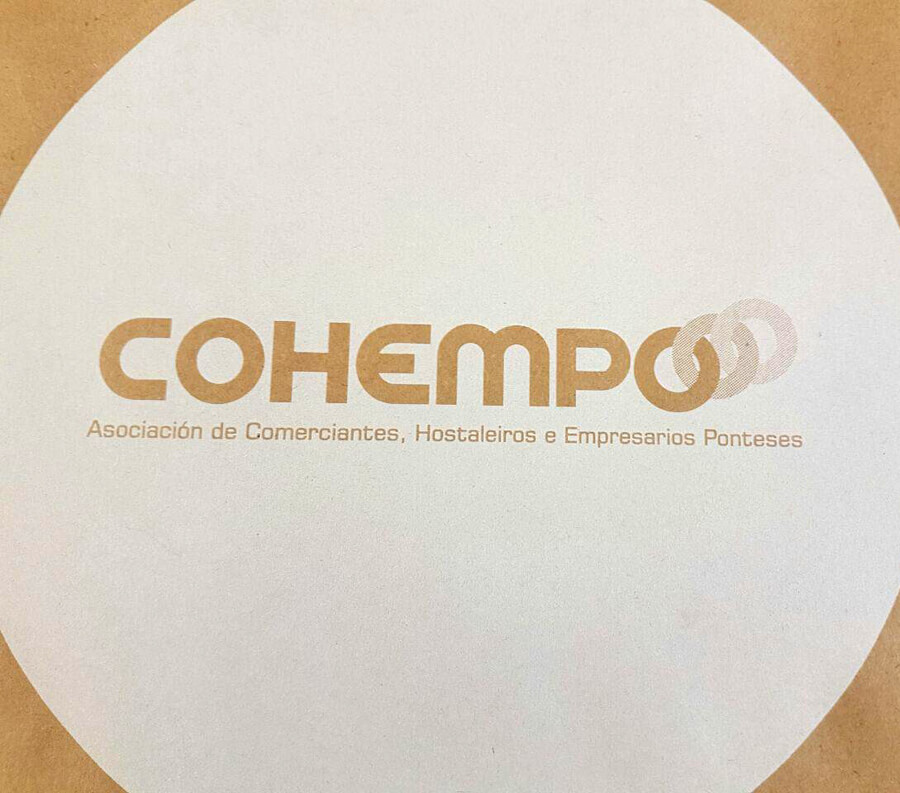 COHEMPO
Asociación de Comerciantes, Hostaleiros e Empresarios Ponteses